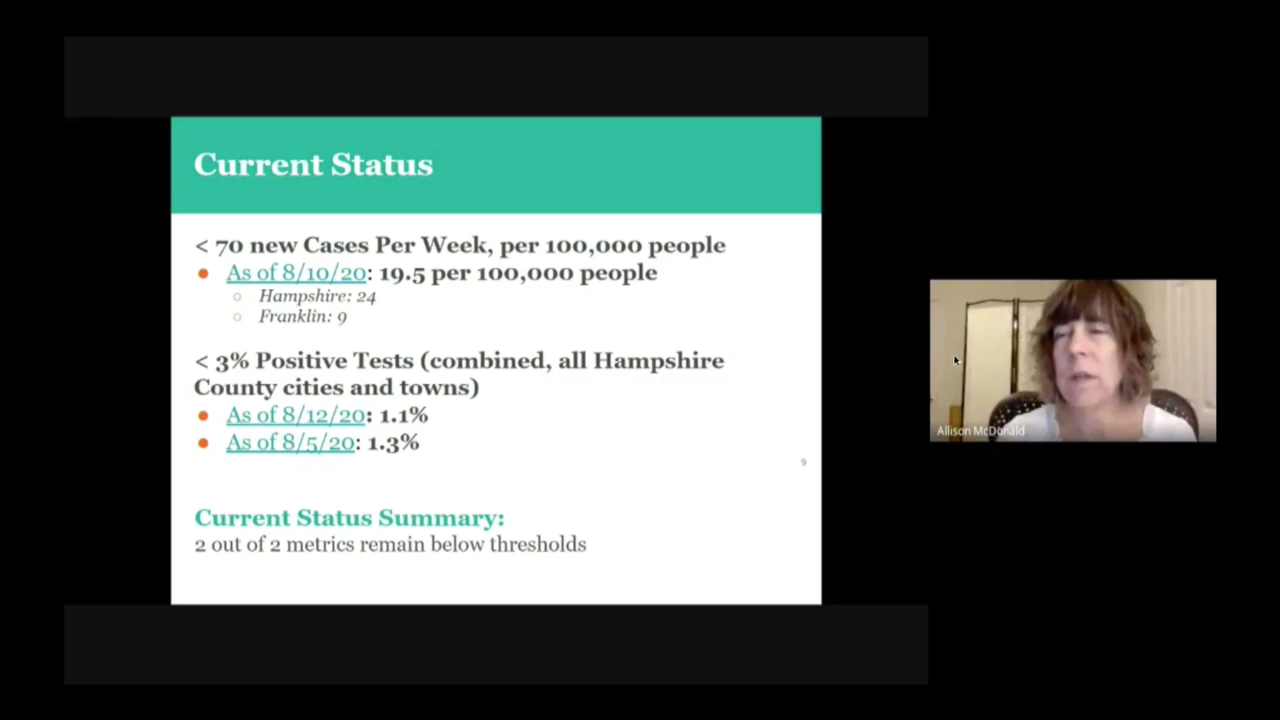 Current Status
< 70 new Cases Per Week, per 100,000 people
● As of 8/10/20: 19.5 per 100,000 people
○ Hampshire: 24
○ Franklin: 9
< 3% Positive Tests (combined, all Hampshire
County cities and towns)
● As of 8/12/20: 1.1%
● As of 8/5/20: 1.3%
9
Current Status Summary:
2 out of 2 metrics remain below thresholds
Allison McDonald